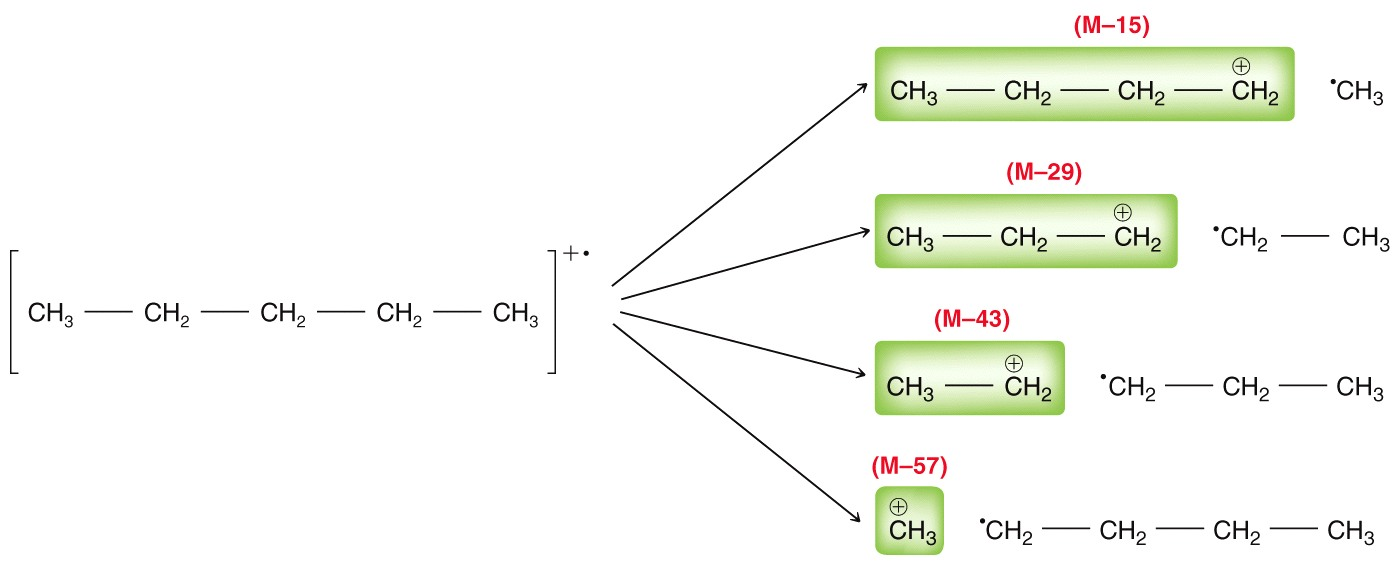 (M–15)
CH₃ — CH₂ — CH₂ — ⊕CH₂ •CH₃
(M–29)
CH₃ — CH₂ — ⊕CH₂ •CH₂ — CH₃
[CH₃ — CH₂ — CH₂ — CH₂ — CH₃]+•
(M–43)
CH₃ — ⊕CH₂ •CH₂ — CH₂ — CH₃
(M–57)
⊕CH₃ •CH₂ — CH₂ — CH₂ — CH₃